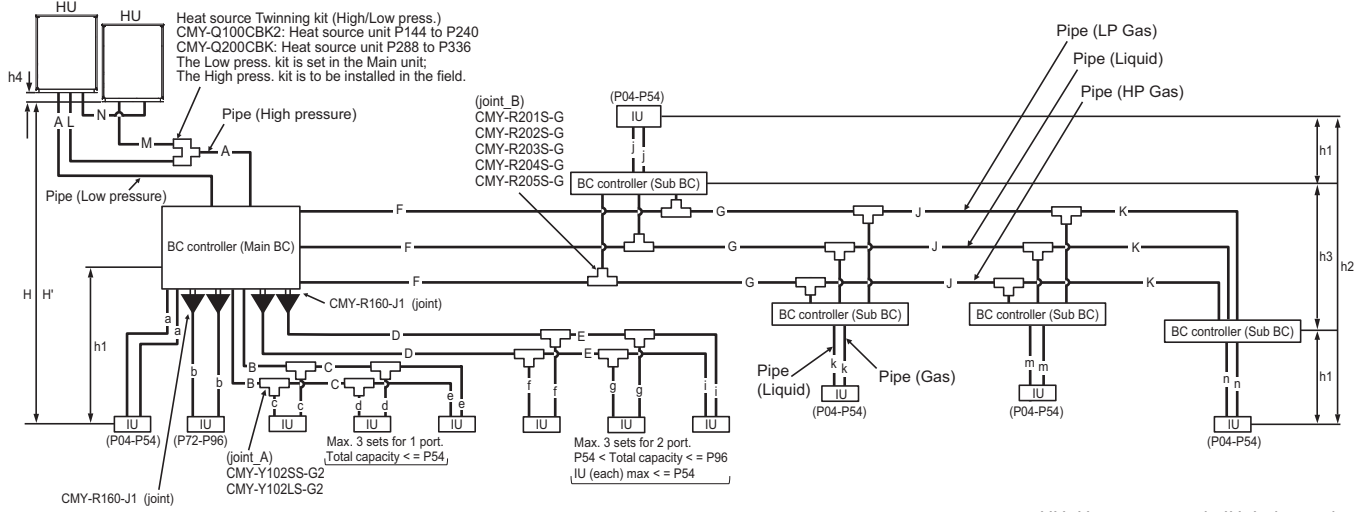 HU
HU
Heat source Twinning kit (High/Low press.)
CMY-Q100CBK2: Heat source unit P144 to P240
CMY-Q200CBK: Heat source unit P288 to P336
The Low press. kit is set in the Main unit;
The High press. kit is to be installed in the field.
h4
A L
N
M
A
Pipe (High pressure)
Pipe (Low pressure)
(joint_B)
CMY-R201S-G
CMY-R202S-G
CMY-R203S-G
CMY-R204S-G
CMY-R205S-G
(P04-P54)
IU
j
j
BC controller (Sub BC)
Pipe (LP Gas)
Pipe (Liquid)
Pipe (HP Gas)
h1
h3
h2
h1
BC controller (Main BC)
F
G
J
K
F
G
J
K
F
G
J
K
H
H'
h1
CMY-R160-J1 (joint)
BC controller (Sub BC)
BC controller (Sub BC)
BC controller (Sub BC)
a
a
b
b
D
E
D
E
B
C
B
C
c
c
d
d
e
e
f
f
g
g
i
i
Pipe
(Liquid)
k
k
Pipe (Gas)
m
m
n
n
IU
(P04-P54)
IU
(P04-P54)
IU
(P04-P54)
IU
(P04-P54)
IU
(P72-P96)
IU
IU
IU
IU
IU
IU
(joint_A)
CMY-Y102SS-G2
CMY-Y102LS-G2
Max. 3 sets for 1 port.
Total capacity < = P54
Max. 3 sets for 2 port.
P54 < Total capacity < = P96
IU (each) max < = P54
CMY-R160-J1 (joint)